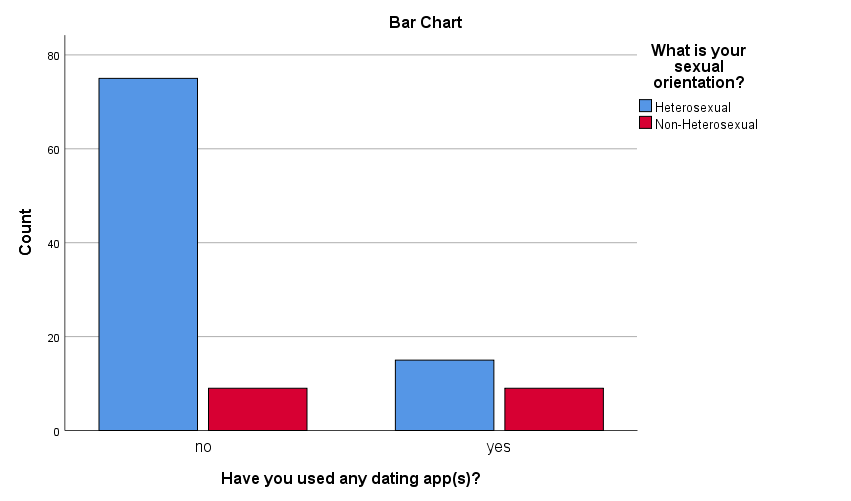 Bar Chart
What is your
sexual
orientation?
Heterosexual
Non-Heterosexual
80
60
40
20
0
Count
no
yes
Have you used any dating app(s)?